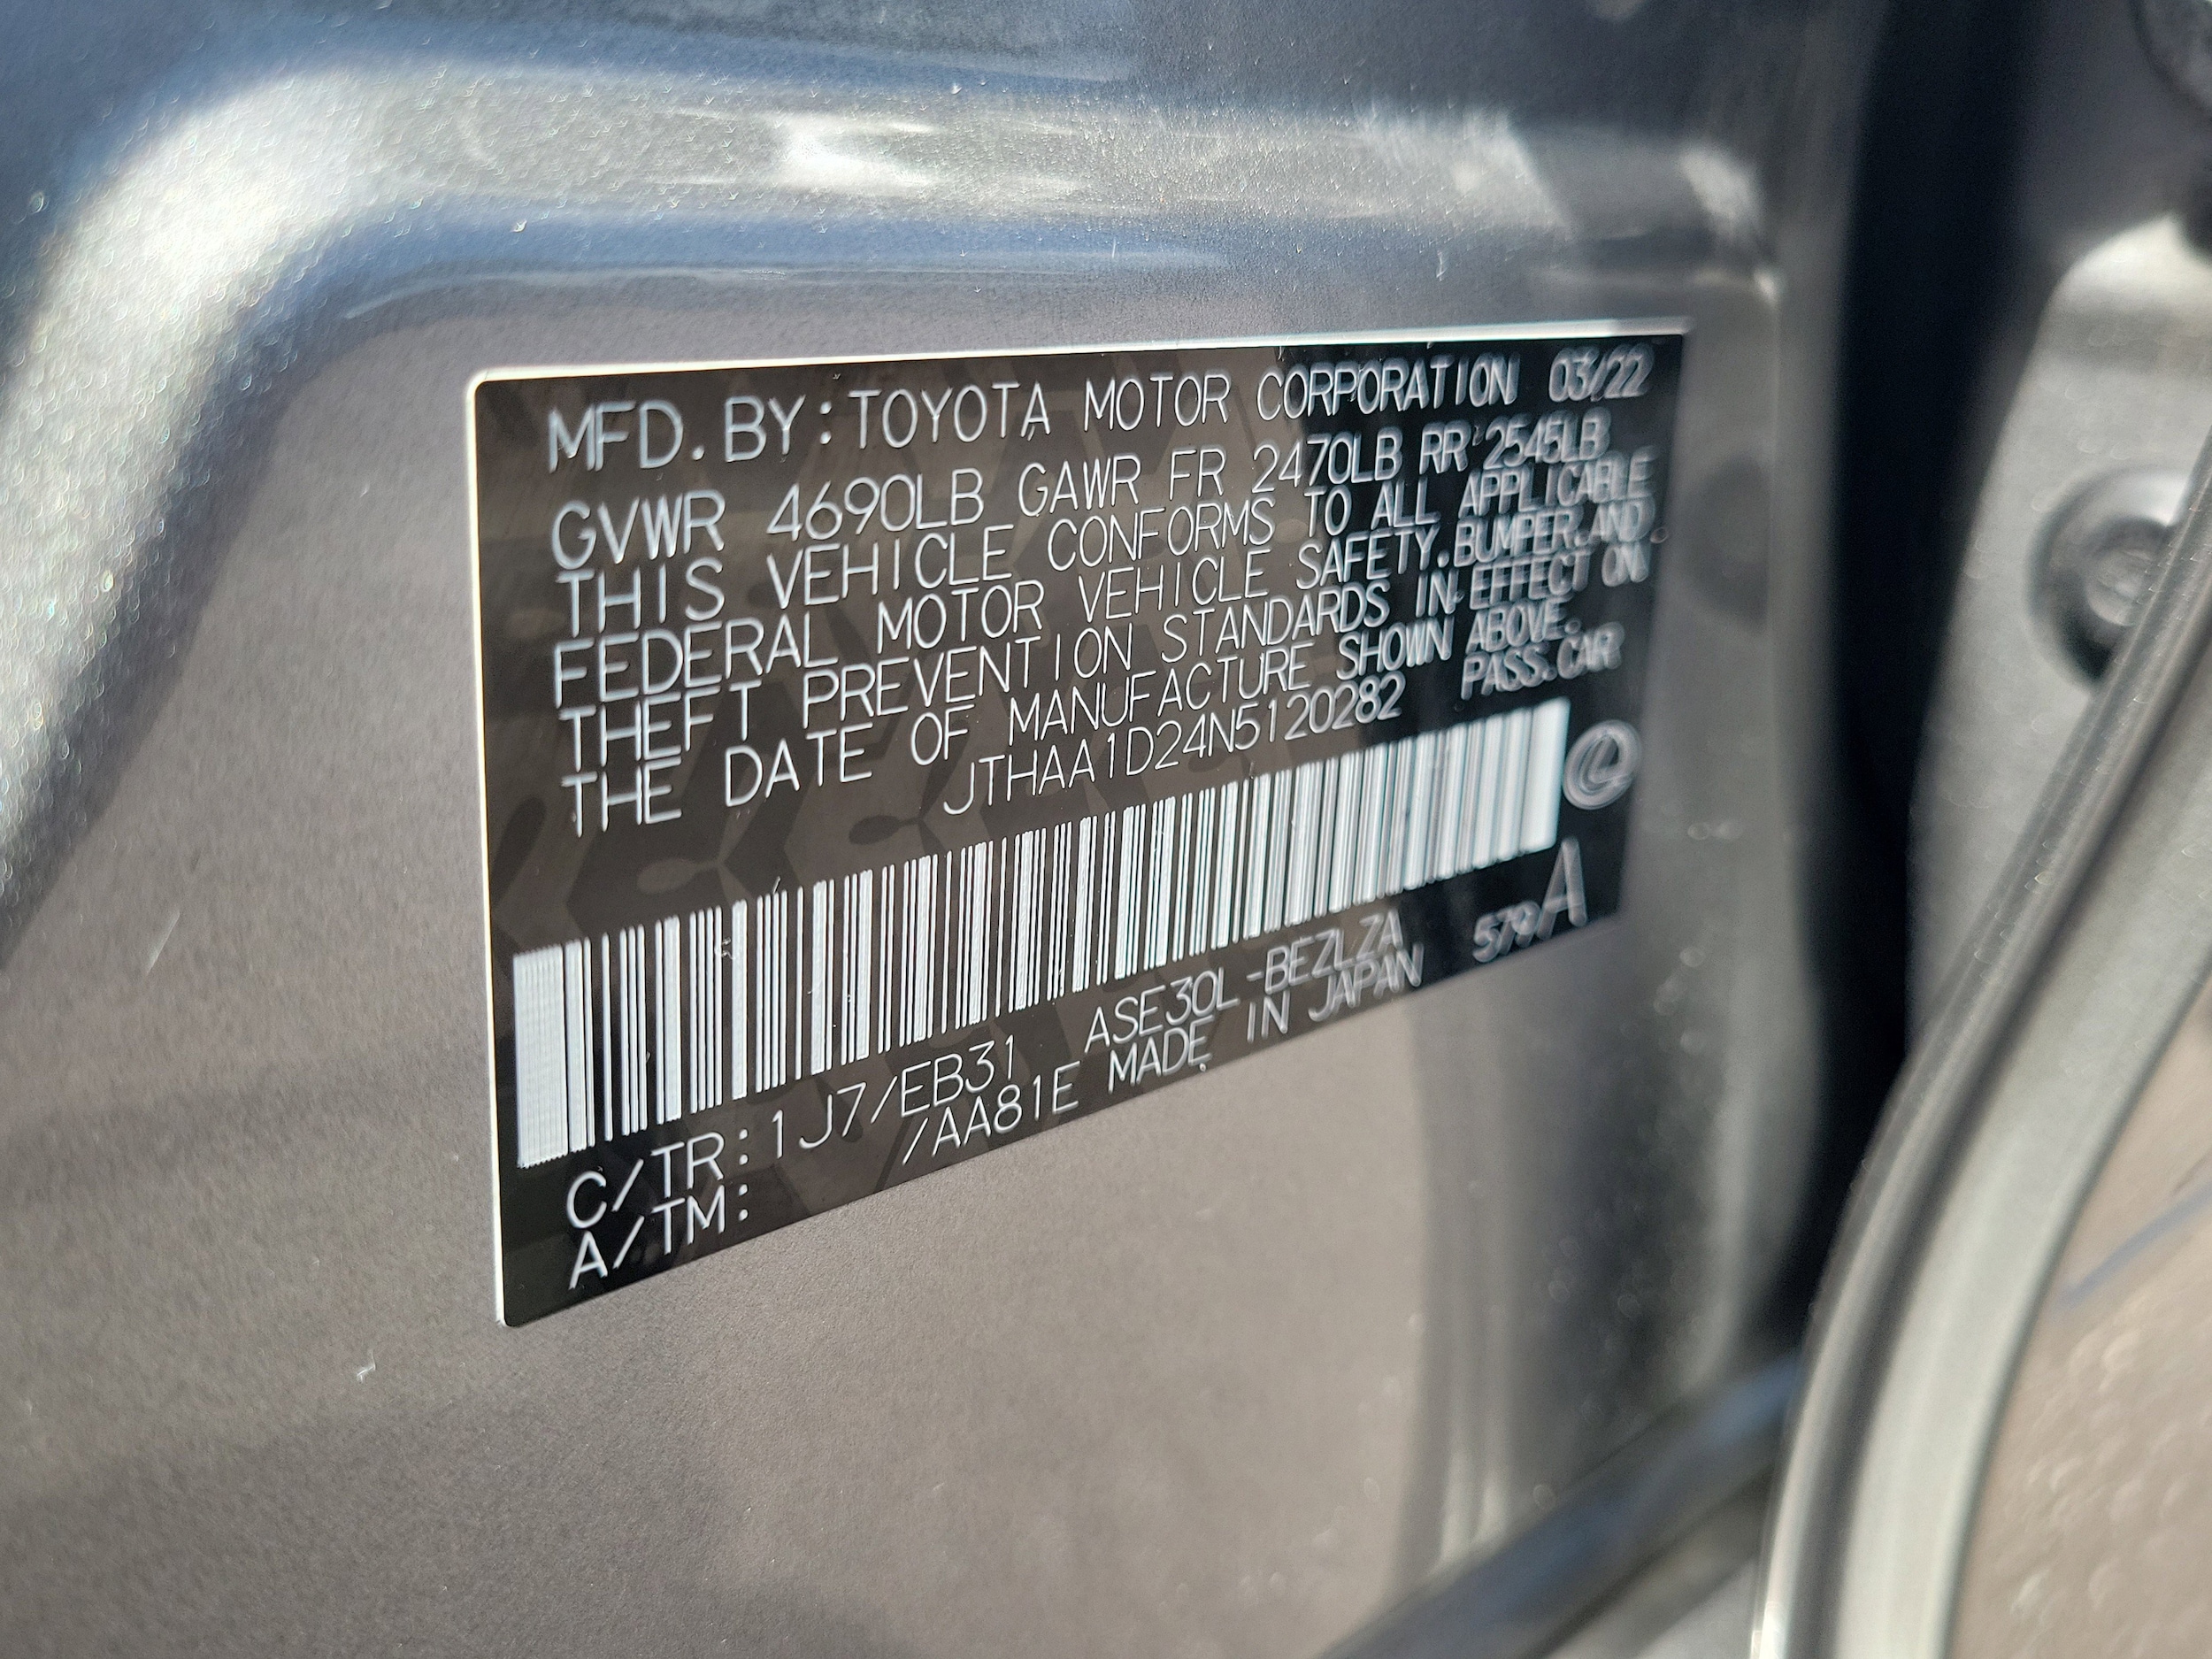 MFD.BY:TOYOTA MOTOR CORPORATION 03/22
GVWR 4690LB GAWR FR 2470LB RR 2545LB
THIS VEHICLE CONFORMS TO ALL APPLICABLE
FEDERAL MOTOR VEHICLE SAFETY,BUMPER,AND
THEFT PREVENTION STANDARDS IN EFFECT ON
THE DATE OF MANUFACTURE SHOWN ABOVE.
JTHAA1D24N5120282 PASS.CAR
C/TR:1J7/EB31 ASE30L-BEZLZA 579A
A/TM: /AA81E MADE IN JAPAN